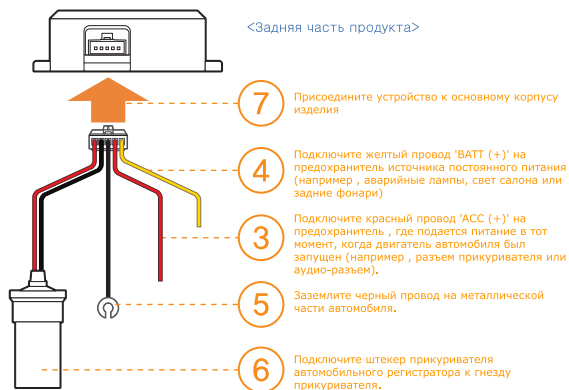 <Задняя часть продукта>
7
Присоедините устройство к основному корпусу
изделия
4
Подключите желтый провод 'BATT (+)' на
предохранитель источника постоянного питания
(например , аварийные лампы, свет салона или
задние фонари)
3
Подключите красный провод 'ACC (+)' на
предохранитель , где подается питание в тот
момент, когда двигатель автомобиля был
запущен (например , разъем прикуривателя или
аудио-разъем).
5
Заземлите черный провод на металлической
части автомобиля.
6
Подключите штекер прикуривателя
автомобильного регистратора к гнезду
прикуривателя.